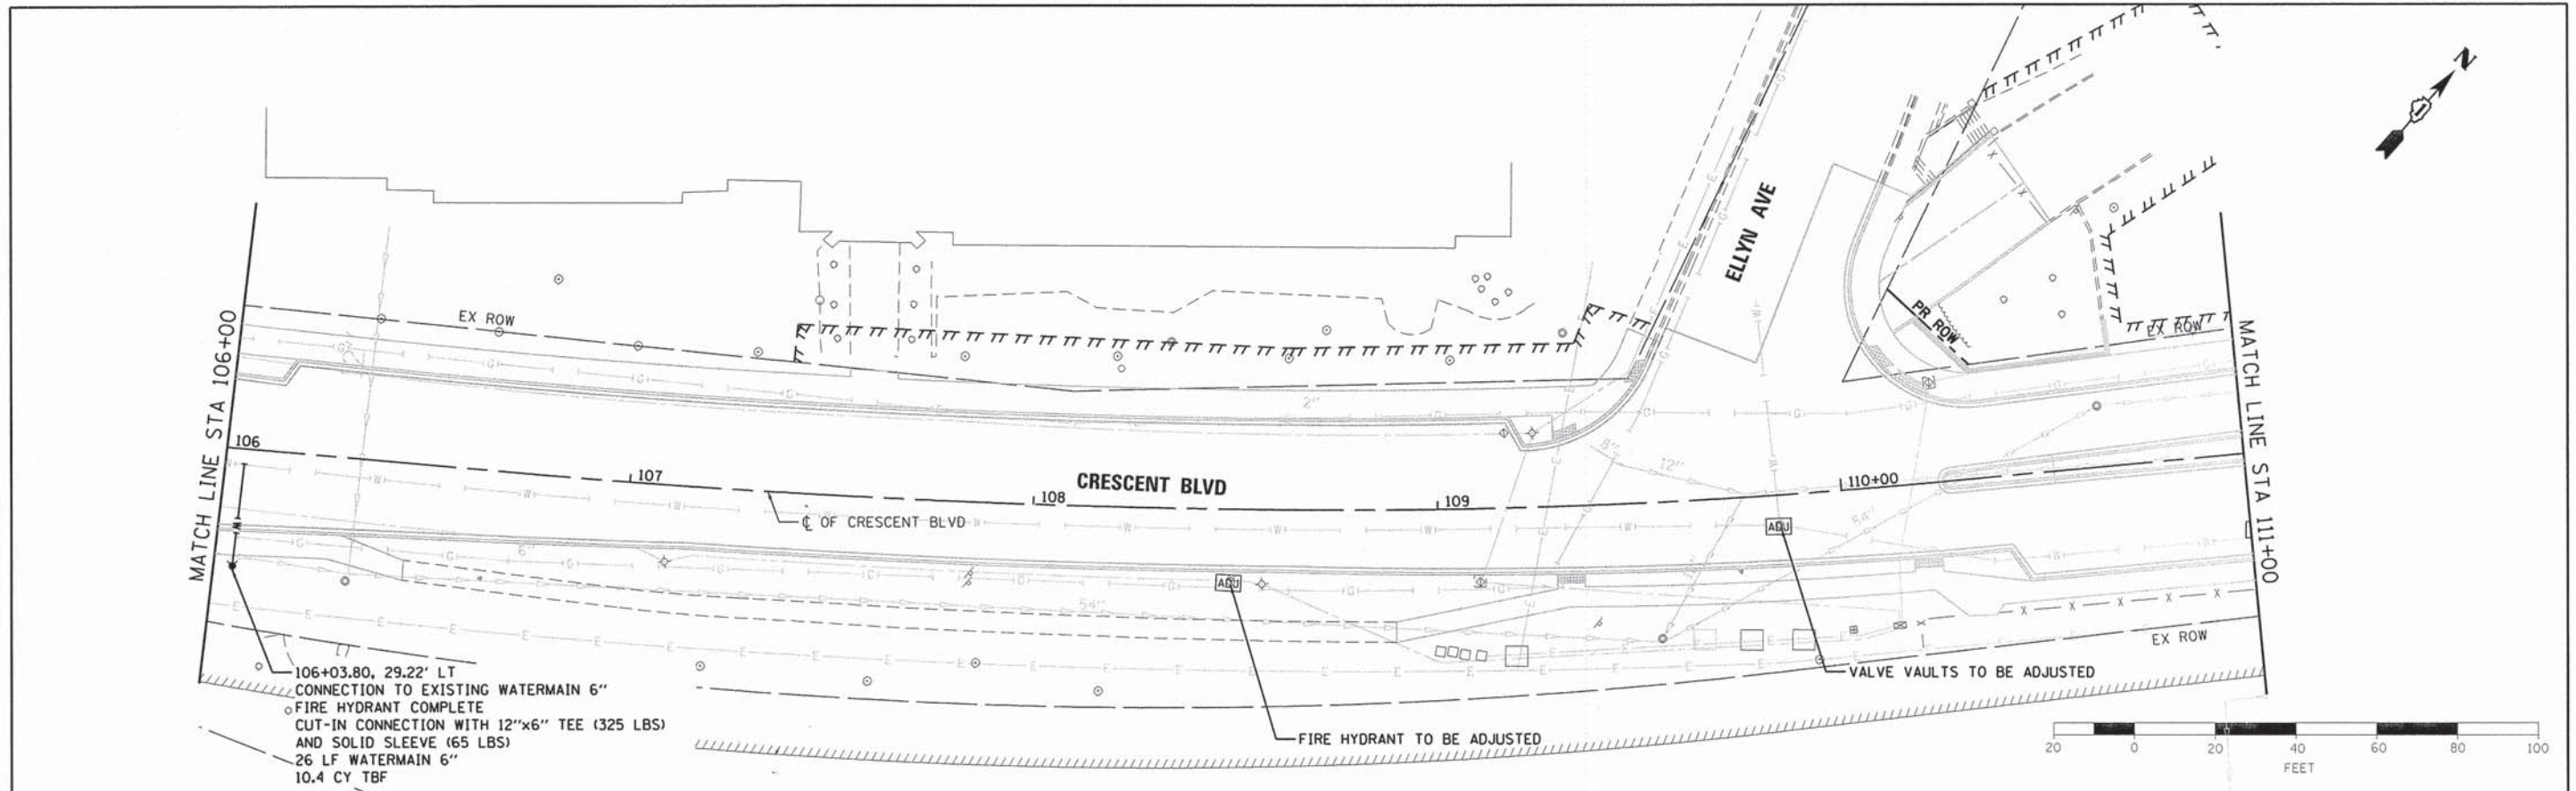 N
ELLYN AVE
EX ROW
PR ROW
EX ROW
MATCH LINE STA 106+00
MATCH LINE STA 111+00
2"
2"
106
107
108
109
110+00
CRESCENT BLVD
℄ OF CRESCENT BLVD
8"
12"
54"
ADJ
6"
ADJ
54"
12"
EX ROW
106+03.80, 29.22' LT
CONNECTION TO EXISTING WATERMAIN 6"
FIRE HYDRANT COMPLETE
CUT-IN CONNECTION WITH 12"x6" TEE (325 LBS)
AND SOLID SLEEVE (65 LBS)
26 LF WATERMAIN 6"
10.4 CY TBF
VALVE VAULTS TO BE ADJUSTED
FIRE HYDRANT TO BE ADJUSTED
20 0 20 40 60 80 100
FEET